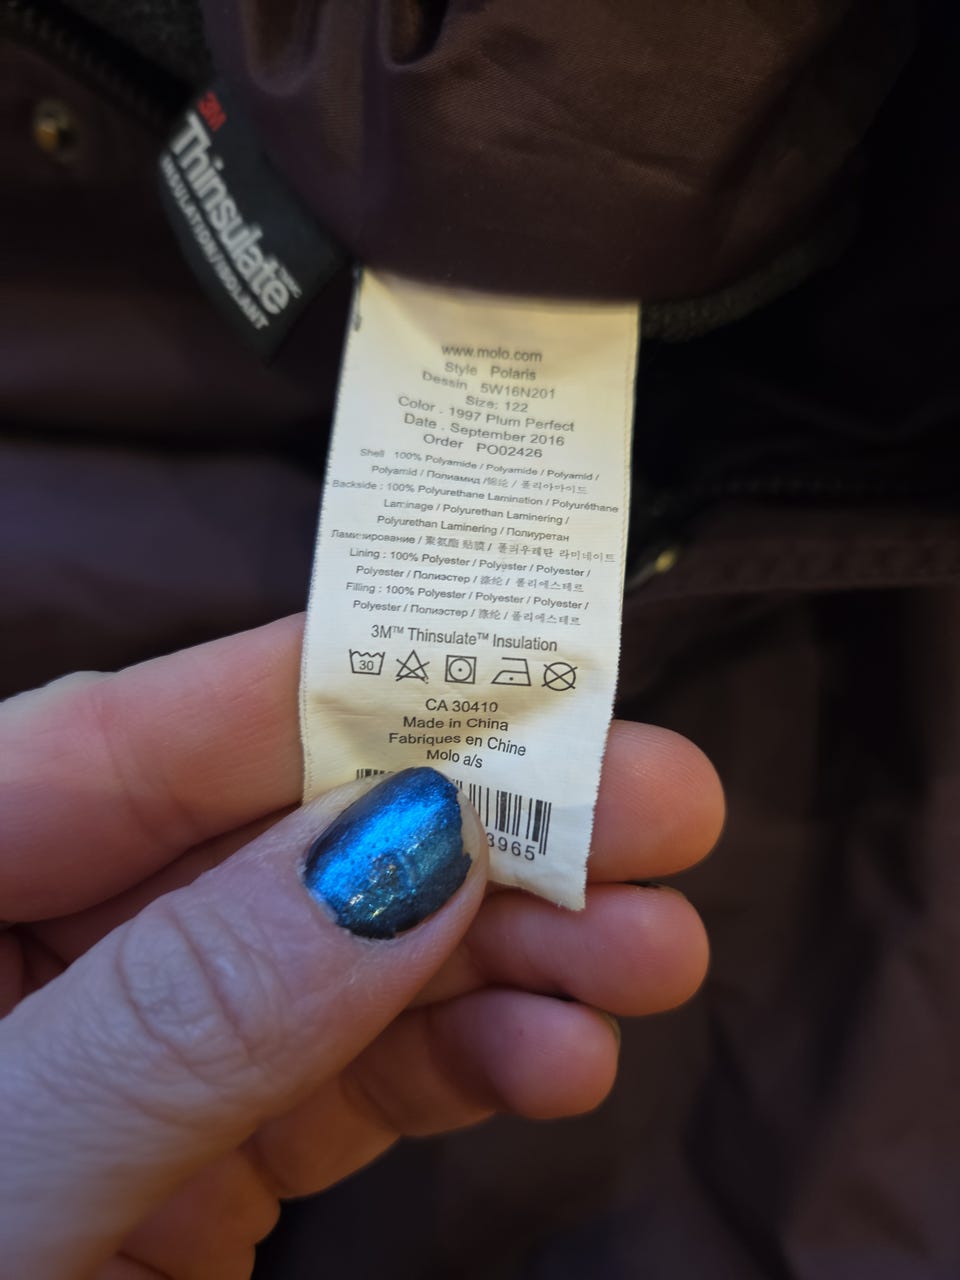 3M
Thinsulate™
INSULATION/ISOLANT
www.molo.com
Style Polaris
Dessin 5W16N201
Size: 122
Color . 1997 Plum Perfect
Date . September 2016
Order PO02426
Shell 100% Polyamide / Polyamide / Polyamid /
Polyamid / Полиамид /锦纶 / 폴리아마이드
Backside : 100% Polyurethane Lamination / Polyuréthane
Laminage / Polyurethan Laminering /
Polyurethan Laminering / Полиуретан
Ламинирование / 聚氨酯 貼膜 / 폴리우레탄 라미네이트
Lining : 100% Polyester / Polyester / Polyester /
Polyester / Полиэстер / 涤纶 / 폴리에스테르
Filling : 100% Polyester / Polyester / Polyester /
Polyester / Полиэстер / 涤纶 / 폴리에스테르
3M™ Thinsulate™ Insulation
30
CA 30410
Made in China
Fabriques en Chine
Molo a/s
3965